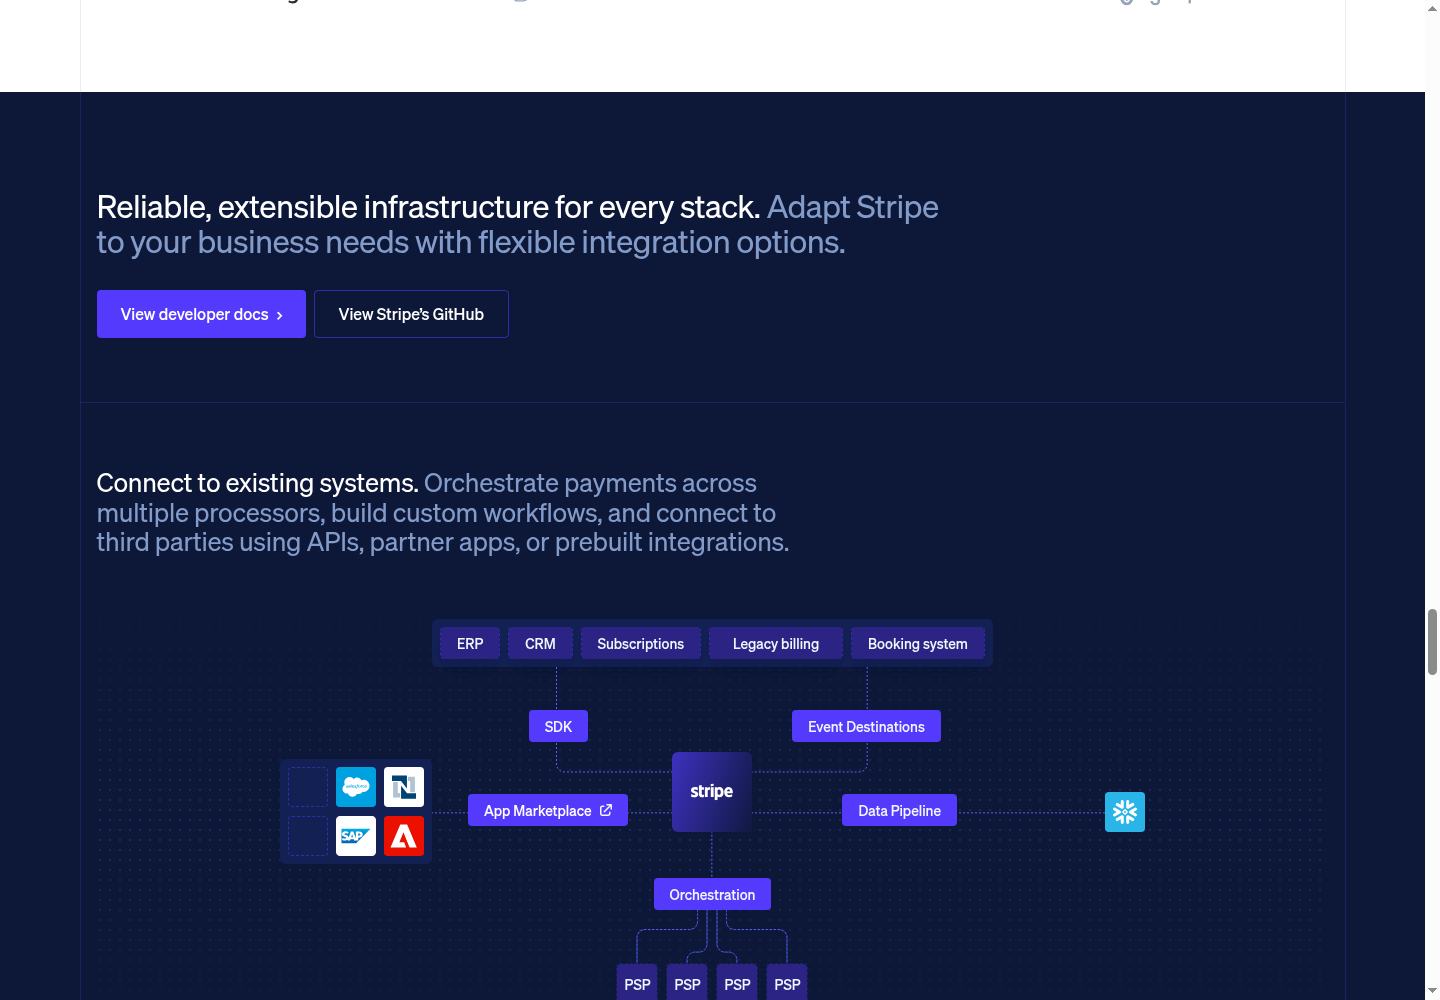 Reliable, extensible infrastructure for every stack. Adapt Stripe
to your business needs with flexible integration options.
View developer docs ›
View Stripe’s GitHub
Connect to existing systems. Orchestrate payments across
multiple processors, build custom workflows, and connect to
third parties using APIs, partner apps, or prebuilt integrations.
ERP
CRM
Subscriptions
Legacy billing
Booking system
SDK
Event Destinations
salesforce
N
stripe
App Marketplace
Data Pipeline
SAP
Orchestration
PSP
PSP
PSP
PSP